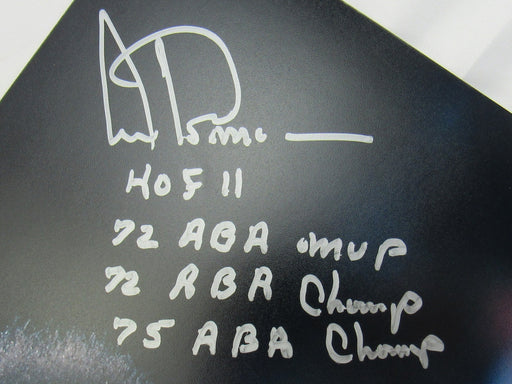 HOF 11
72 ABA MVP
72 ABA Champ
75 ABA Champ